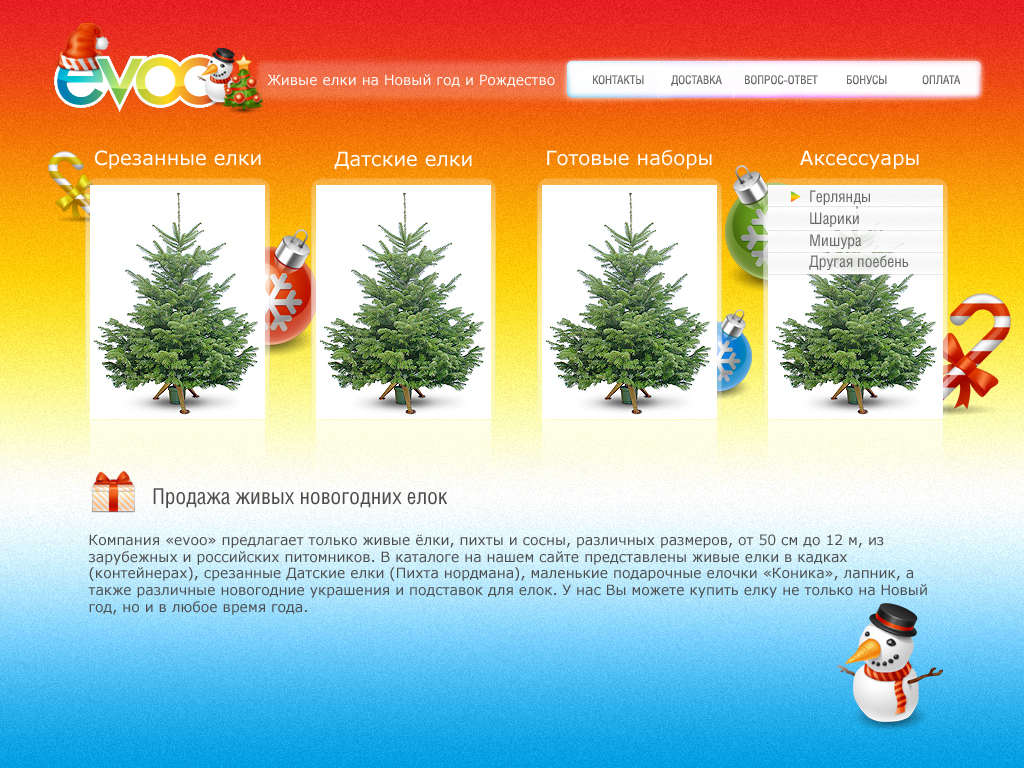 evoo
Живые елки на Новый год и Рождество
КОНТАКТЫ ДОСТАВКА ВОПРОС-ОТВЕТ БОНУСЫ ОПЛАТА
Срезанные елки
Датские елки
Готовые наборы
Аксессуары
Герлянды
Шарики
Мишура
Другая поебень
Продажа живых новогодних елок
Компания «evoo» предлагает только живые ёлки, пихты и сосны, различных размеров, от 50 см до 12 м, из
зарубежных и российских питомников. В каталоге на нашем сайте представлены живые елки в кадках
(контейнерах), срезанные Датские елки (Пихта нордмана), маленькие подарочные елочки «Коника», лапник, а
также различные новогодние украшения и подставок для елок. У нас Вы можете купить елку не только на Новый
год, но и в любое время года.